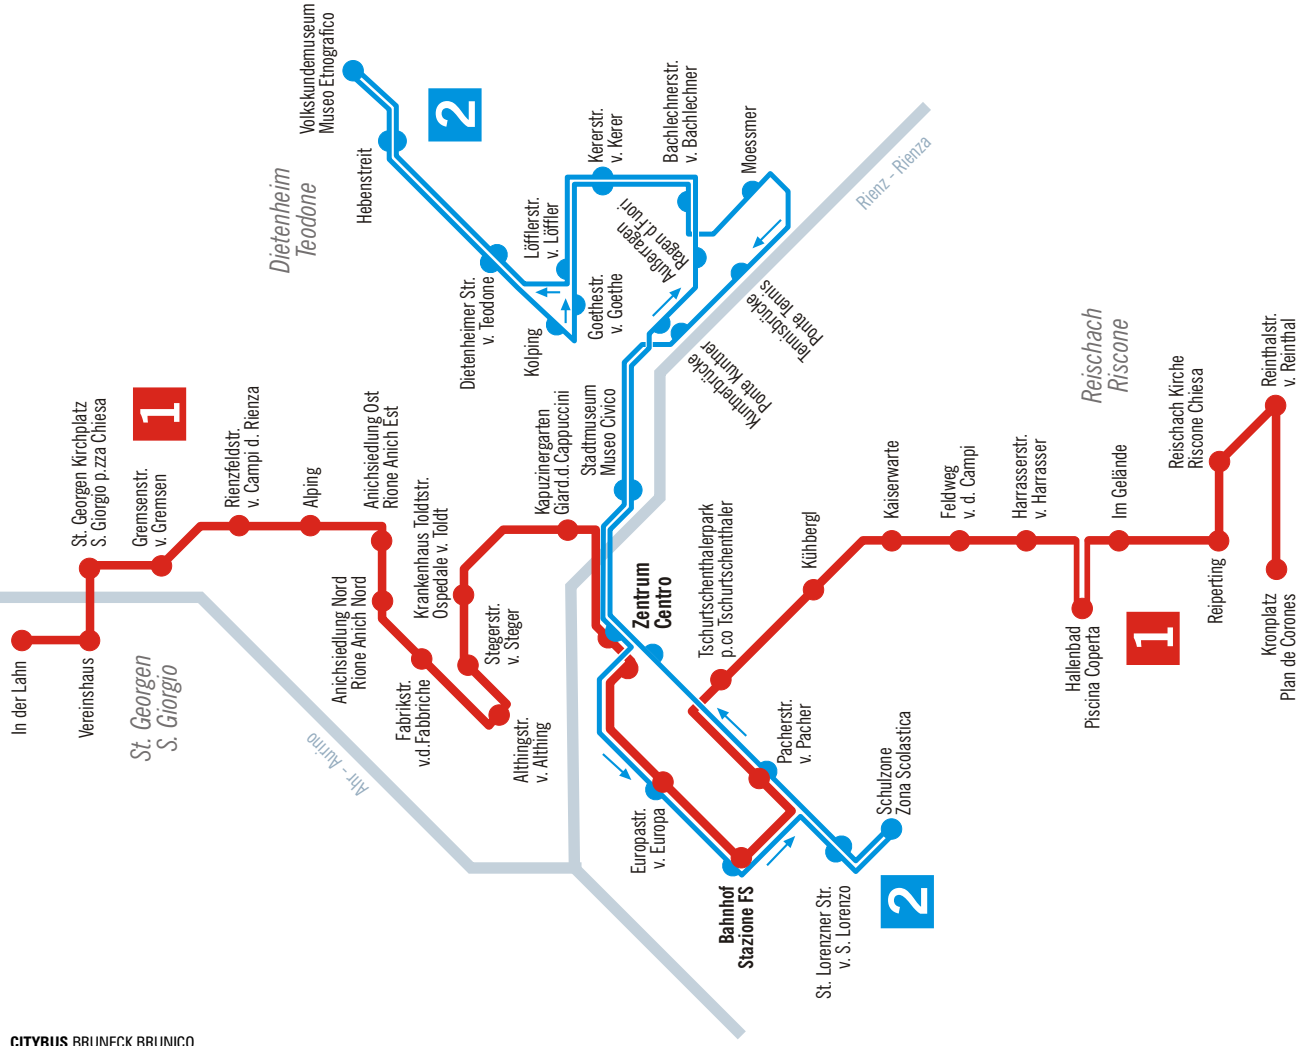 Volkskundemuseum
Museo Etnografico
Hebenstreit
2
Dietenheim
Teodone
Dietenheimer Str.
v. Teodone
Kolping
Löfflerstr.
v. Löffler
Goethestr.
v. Goethe
Kererstr.
v. Kerer
Bachlechnerstr.
v. Bachlechner
Moessmer
Außerragen
Ragen d.Fuori
Tennisbrücke
Ponte Tennis
Kuntnerbrücke
Ponte Kuntner
Rienz - Rienza
Stadtmuseum
Museo Civico
1
St. Georgen Kirchplatz
S. Giorgio p.zza Chiesa
Gremsenstr.
v. Gremsen
Rienzfeldstr.
v. Campi d. Rienza
Alping
Anichsiedlung Ost
Rione Anich Est
In der Lahn
Vereinshaus
St. Georgen
S. Giorgio
Anichsiedlung Nord
Rione Anich Nord
Fabrikstr.
v.d.Fabbriche
Krankenhaus Toldtstr.
Ospedale v. Toldt
Stegerstr.
v. Steger
Althingstr.
v. Althing
Kapuzinergarten
Giard.d.Cappuccini
Ahr - Aurino
Zentrum
Centro
Europastr.
v. Europa
Bahnhof
Stazione FS
Pacherstr.
v. Pacher
St. Lorenzner Str.
v. S. Lorenzo
Schulzone
Zona Scolastica
2
Tschurtschenthalerpark
p.co Tschurtschenthaler
Kühbergl
Kaiserwarte
Feldweg
v. d. Campi
Harrasserstr.
v. Harrasser
Im Gelände
Hallenbad
Piscina Coperta
1
Reischach
Riscone
Reischach Kirche
Riscone Chiesa
Reiperting
Reinthalstr.
v. Reinthal
Kronplatz
Plan de Corones
CITYBUS BRUNECK BRUNICO